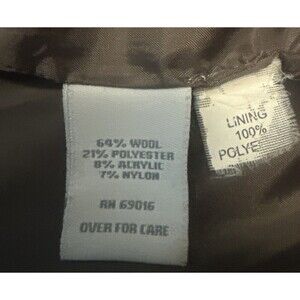 64% WOOL
21% POLYESTER
8% ACRYLIC
7% NYLON
RN 69016
OVER FOR CARE
LINING
100%
POLYE